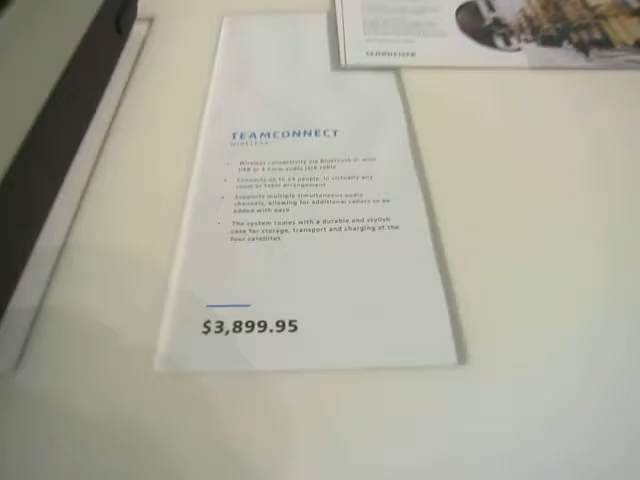 SENNHEISER
TEAMCONNECT
WIRELESS
Wireless connectivity via Bluetooth or with
USB or 3.5mm audio jack cable
Connects up to 24 people, in virtually any
room or table arrangement
Supports multiple simultaneous audio
channels, allowing for additional callers to be
added with ease
The system comes with a durable and stylish
case for storage, transport and charging of the
four satellites
$3,899.95